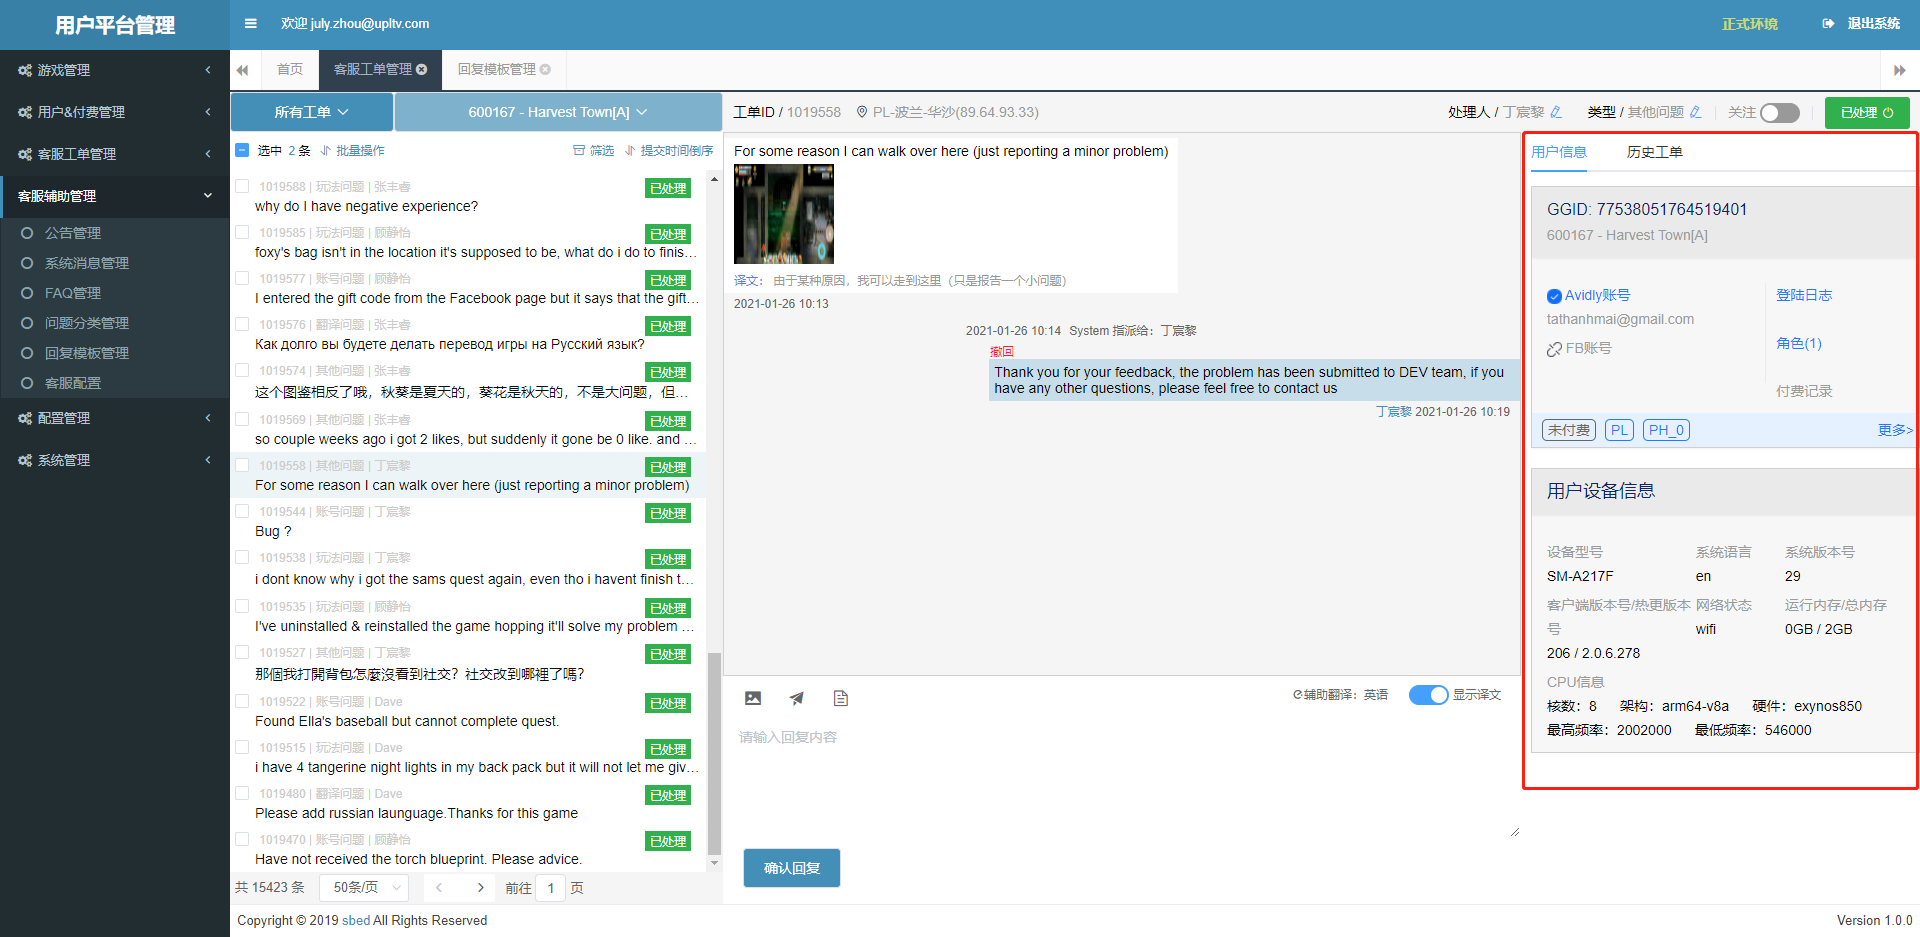 用户平台管理
欢迎 july.zhou@upltv.com
正式环境
退出系统
游戏管理
用户&付费管理
客服工单管理
客服辅助管理
公告管理
系统消息管理
FAQ管理
问题分类管理
回复模板管理
客服配置
配置管理
系统管理
首页
客服工单管理
回复模板管理
所有工单
600167 - Harvest Town[A]
选中 2 条
批量操作
筛选
提交时间倒序
1019588 | 玩法问题 | 张丰睿
已处理
why do I have negative experience?
1019585 | 玩法问题 | 顾静怡
已处理
foxy's bag isn't in the location it's supposed to be, what do i do to finis...
1019577 | 账号问题 | 顾静怡
已处理
I entered the gift code from the Facebook page but it says that the gift...
1019576 | 翻译问题 | 张丰睿
已处理
Как долго вы будете делать перевод игры на Русский язык?
1019574 | 其他问题 | 张丰睿
已处理
这个图鉴相反了哦，秋葵是夏天的，葵花是秋天的，不是大问题，但...
1019569 | 其他问题 | 顾静怡
已处理
so couple weeks ago i got 2 likes, but suddenly it gone be 0 like. and ...
1019558 | 其他问题 | 丁宸黎
已处理
For some reason I can walk over here (just reporting a minor problem)
1019544 | 账号问题 | 丁宸黎
已处理
Bug ?
1019538 | 玩法问题 | 丁宸黎
已处理
i dont know why i got the sams quest again, even tho i havent finish t...
1019535 | 玩法问题 | 顾静怡
已处理
I've uninstalled & reinstalled the game hopping it'll solve my problem ...
1019527 | 其他问题 | 丁宸黎
已处理
那個我打開背包怎麼沒看到社交？社交改到哪裡了嗎？
1019522 | 账号问题 | Dave
已处理
Found Ella's baseball but cannot complete quest.
1019515 | 玩法问题 | Dave
已处理
i have 4 tangerine night lights in my back pack but it will not let me giv...
1019480 | 翻译问题 | Dave
已处理
Please add russian launguage.Thanks for this game
1019470 | 账号问题 | 顾静怡
已处理
Have not received the torch blueprint. Please advice.
共 15423 条
50条/页
前往 1 页
工单ID / 1019558
PL-波兰-华沙(89.64.93.33)
处理人 / 丁宸黎
类型 / 其他问题
关注
已处理
For some reason I can walk over here (just reporting a minor problem)
译文： 由于某种原因，我可以走到这里（只是报告一个小问题）
2021-01-26 10:13
2021-01-26 10:14 System 指派给：丁宸黎
撤回
Thank you for your feedback, the problem has been submitted to DEV team, if you
have any other questions, please feel free to contact us
丁宸黎 2021-01-26 10:19
辅助翻译：英语
显示译文
请输入回复内容
确认回复
用户信息
历史工单
GGID: 77538051764519401
600167 - Harvest Town[A]
Avidly账号
tathanhmai@gmail.com
FB账号
登陆日志
角色(1)
付费记录
未付费
PL
PH_0
更多>
用户设备信息
设备型号
系统语言
系统版本号
SM-A217F
en
29
客户端版本号/热更版本
号
网络状态
运行内存/总内存
wifi
0GB / 2GB
206 / 2.0.6.278
CPU信息
核数：8 架构：arm64-v8a 硬件：exynos850
最高频率：2002000 最低频率：546000
Copyright © 2019 sbed All Rights Reserved
Version 1.0.0